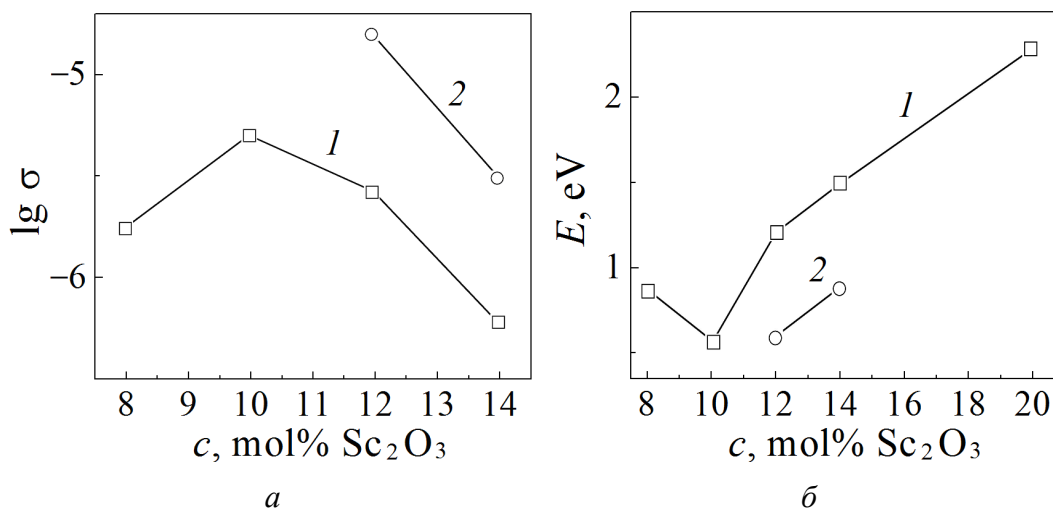 lg σ
−5
−6
1
2
8 9 10 11 12 13 14
c, mol% Sc₂O₃
а
E, eV
2
1
1
2
8 10 12 14 16 18 20
c, mol% Sc₂O₃
б